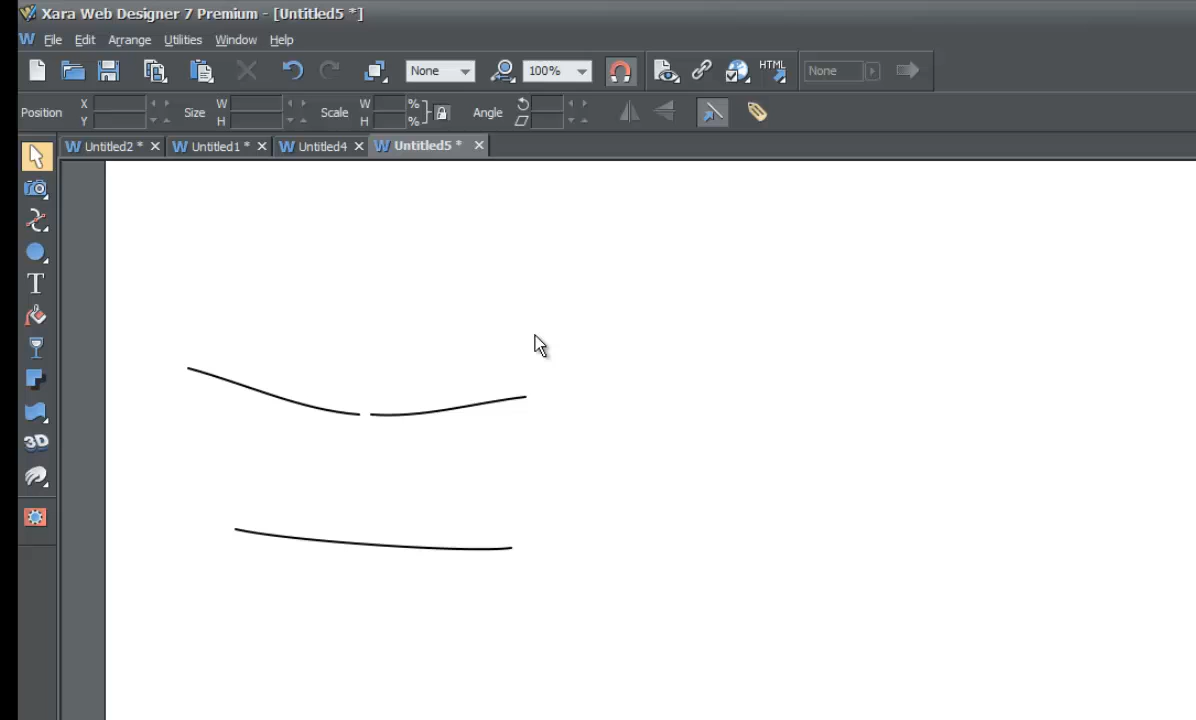 Xara Web Designer 7 Premium - [Untitled5 *]
W File Edit Arrange Utilities Window Help
None 100% HTML None
Position X Y Size W H Scale W H % % Angle
W Untitled2 * W Untitled1 * W Untitled4 W Untitled5 *
T
3D